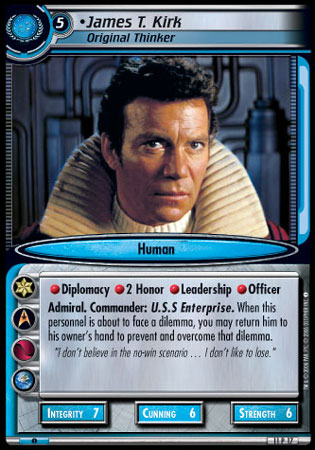 5
•James T. Kirk
Original Thinker
Human
Diplomacy 2 Honor Leadership Officer
Admiral. Commander: U.S.S Enterprise. When this
personnel is about to face a dilemma, you may return him to
his owner's hand to prevent and overcome that dilemma.
"I don't believe in the no-win scenario … I don't like to lose."
Integrity 7 Cunning 6 Strength 6
11 P 17